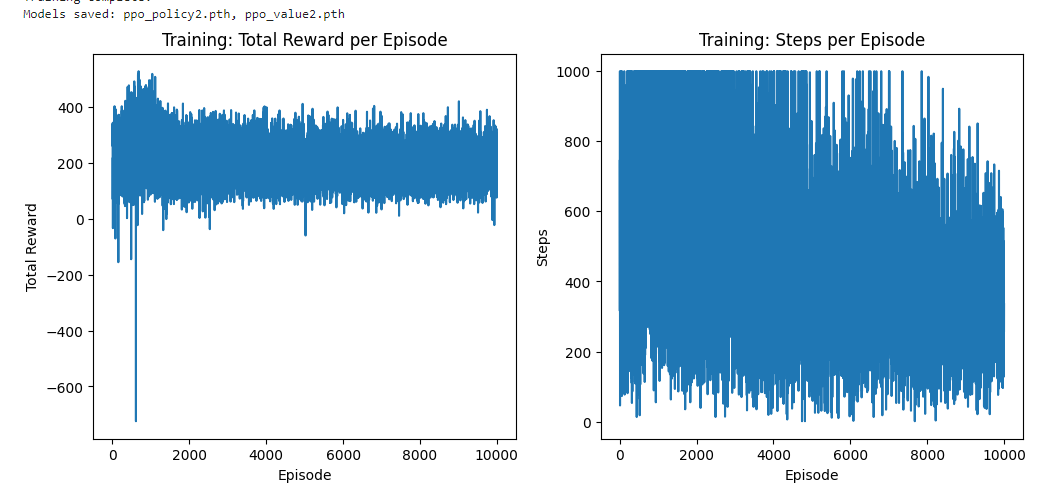 Training complete.
Models saved: ppo_policy2.pth, ppo_value2.pth
Training: Total Reward per Episode
Total Reward
400
200
0
−200
−400
−600
0 2000 4000 6000 8000 10000
Episode
Training: Steps per Episode
Steps
1000
800
600
400
200
0
0 2000 4000 6000 8000 10000
Episode